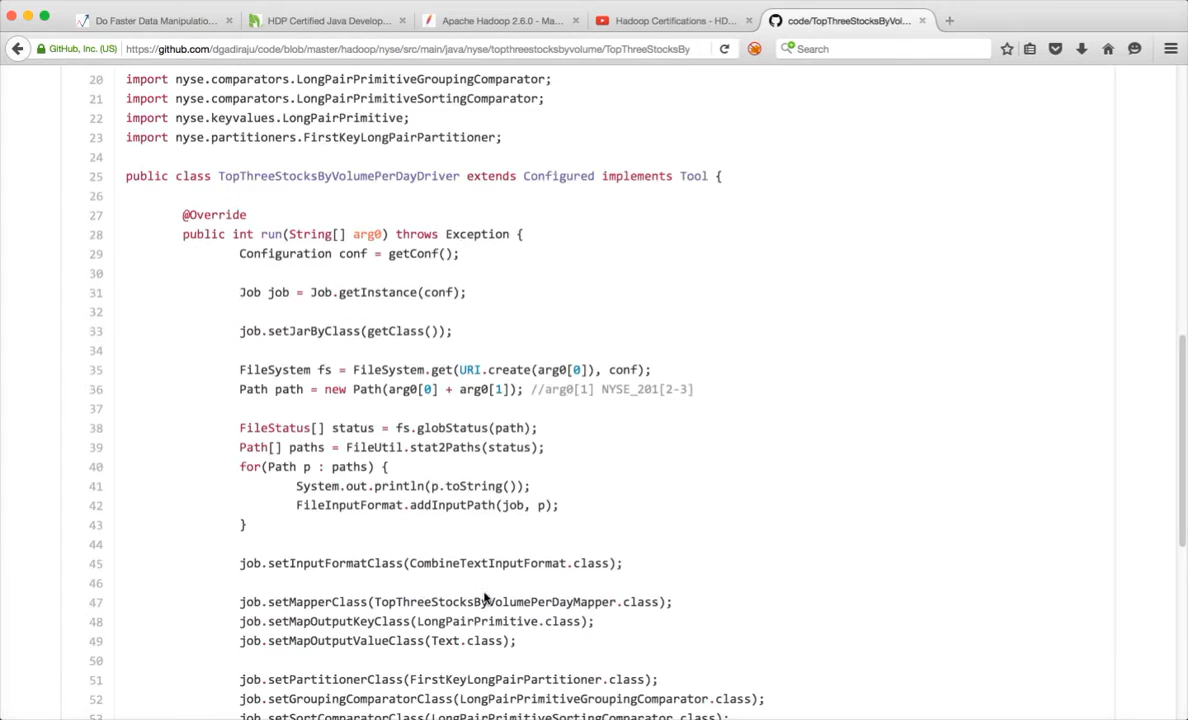 Do Faster Data Manipulatio...
HDP Certified Java Develop...
Apache Hadoop 2.6.0 – Ma...
Hadoop Certifications – HD...
code/TopThreeStocksByVol...
GitHub, Inc. (US)
https://github.com/dgadiraju/code/blob/master/hadoop/nyse/src/main/java/nyse/topthreestocksbyvolume/TopThreeStocksBy
Search
20 import nyse.comparators.LongPairPrimitiveGroupingComparator;
21 import nyse.comparators.LongPairPrimitiveSortingComparator;
22 import nyse.keyvalues.LongPairPrimitive;
23 import nyse.partitioners.FirstKeyLongPairPartitioner;
24
25 public class TopThreeStocksByVolumePerDayDriver extends Configured implements Tool {
26
27 @Override
28 public int run(String[] arg0) throws Exception {
29 Configuration conf = getConf();
30
31 Job job = Job.getInstance(conf);
32
33 job.setJarByClass(getClass());
34
35 FileSystem fs = FileSystem.get(URI.create(arg0[0]), conf);
36 Path path = new Path(arg0[0] + arg0[1]); //arg0[1] NYSE_201[2-3]
37
38 FileStatus[] status = fs.globStatus(path);
39 Path[] paths = FileUtil.stat2Paths(status);
40 for(Path p : paths) {
41 System.out.println(p.toString());
42 FileInputFormat.addInputPath(job, p);
43 }
44
45 job.setInputFormatClass(CombineTextInputFormat.class);
46
47 job.setMapperClass(TopThreeStocksByVolumePerDayMapper.class);
48 job.setMapOutputKeyClass(LongPairPrimitive.class);
49 job.setMapOutputValueClass(Text.class);
50
51 job.setPartitionerClass(FirstKeyLongPairPartitioner.class);
52 job.setGroupingComparatorClass(LongPairPrimitiveGroupingComparator.class);
53 job.setSortComparatorClass(LongPairPrimitiveSortingComparator.class);